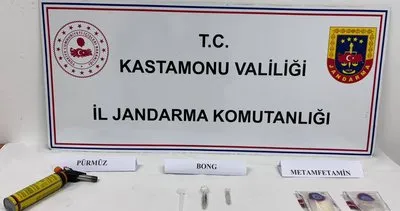 T.C.
KASTAMONU VALİLİĞİ
İL JANDARMA KOMUTANLIĞI
JANDARMA
PÜRMÜZ
BONG
METAMFETAMİN